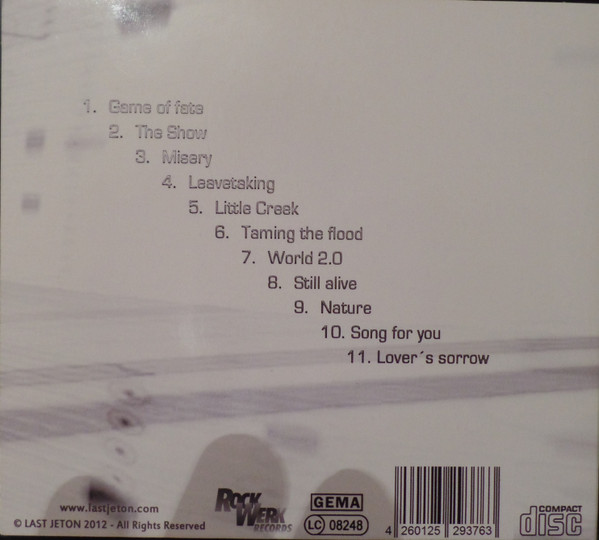 1. Game of fate
2. The Show
3. Misery
4. Leavetaking
5. Little Creek
6. Taming the flood
7. World 2.0
8. Still alive
9. Nature
10. Song for you
11. Lover´s sorrow
www.lastjeton.com
© LAST JETON 2012 - All Rights Reserved
ROCK WERK RECORDS
GEMA
LC 08248
4 260125 293763
COMPACT
disc